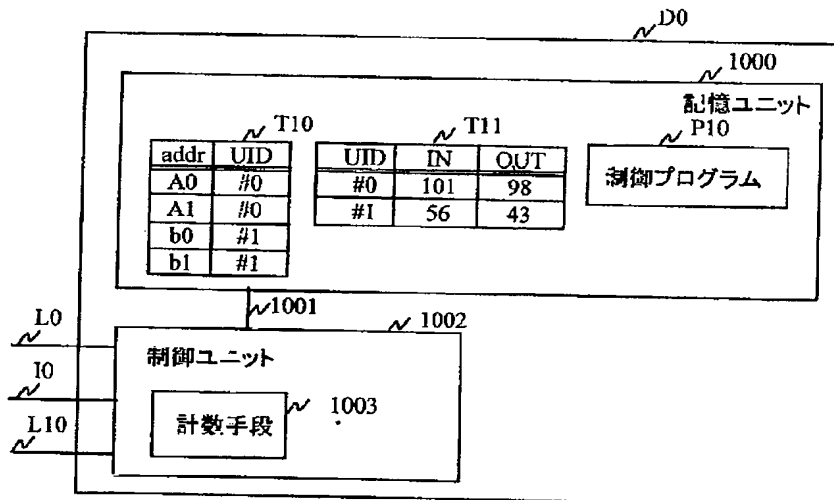 D0
1000
記憶ユニット
T10
T11
P10
addr UID
A0 #0
A1 #0
b0 #1
b1 #1
UID IN OUT
#0 101 98
#1 56 43
制御プログラム
1001
1002
L0
I0
L10
制御ユニット
計数手段
1003